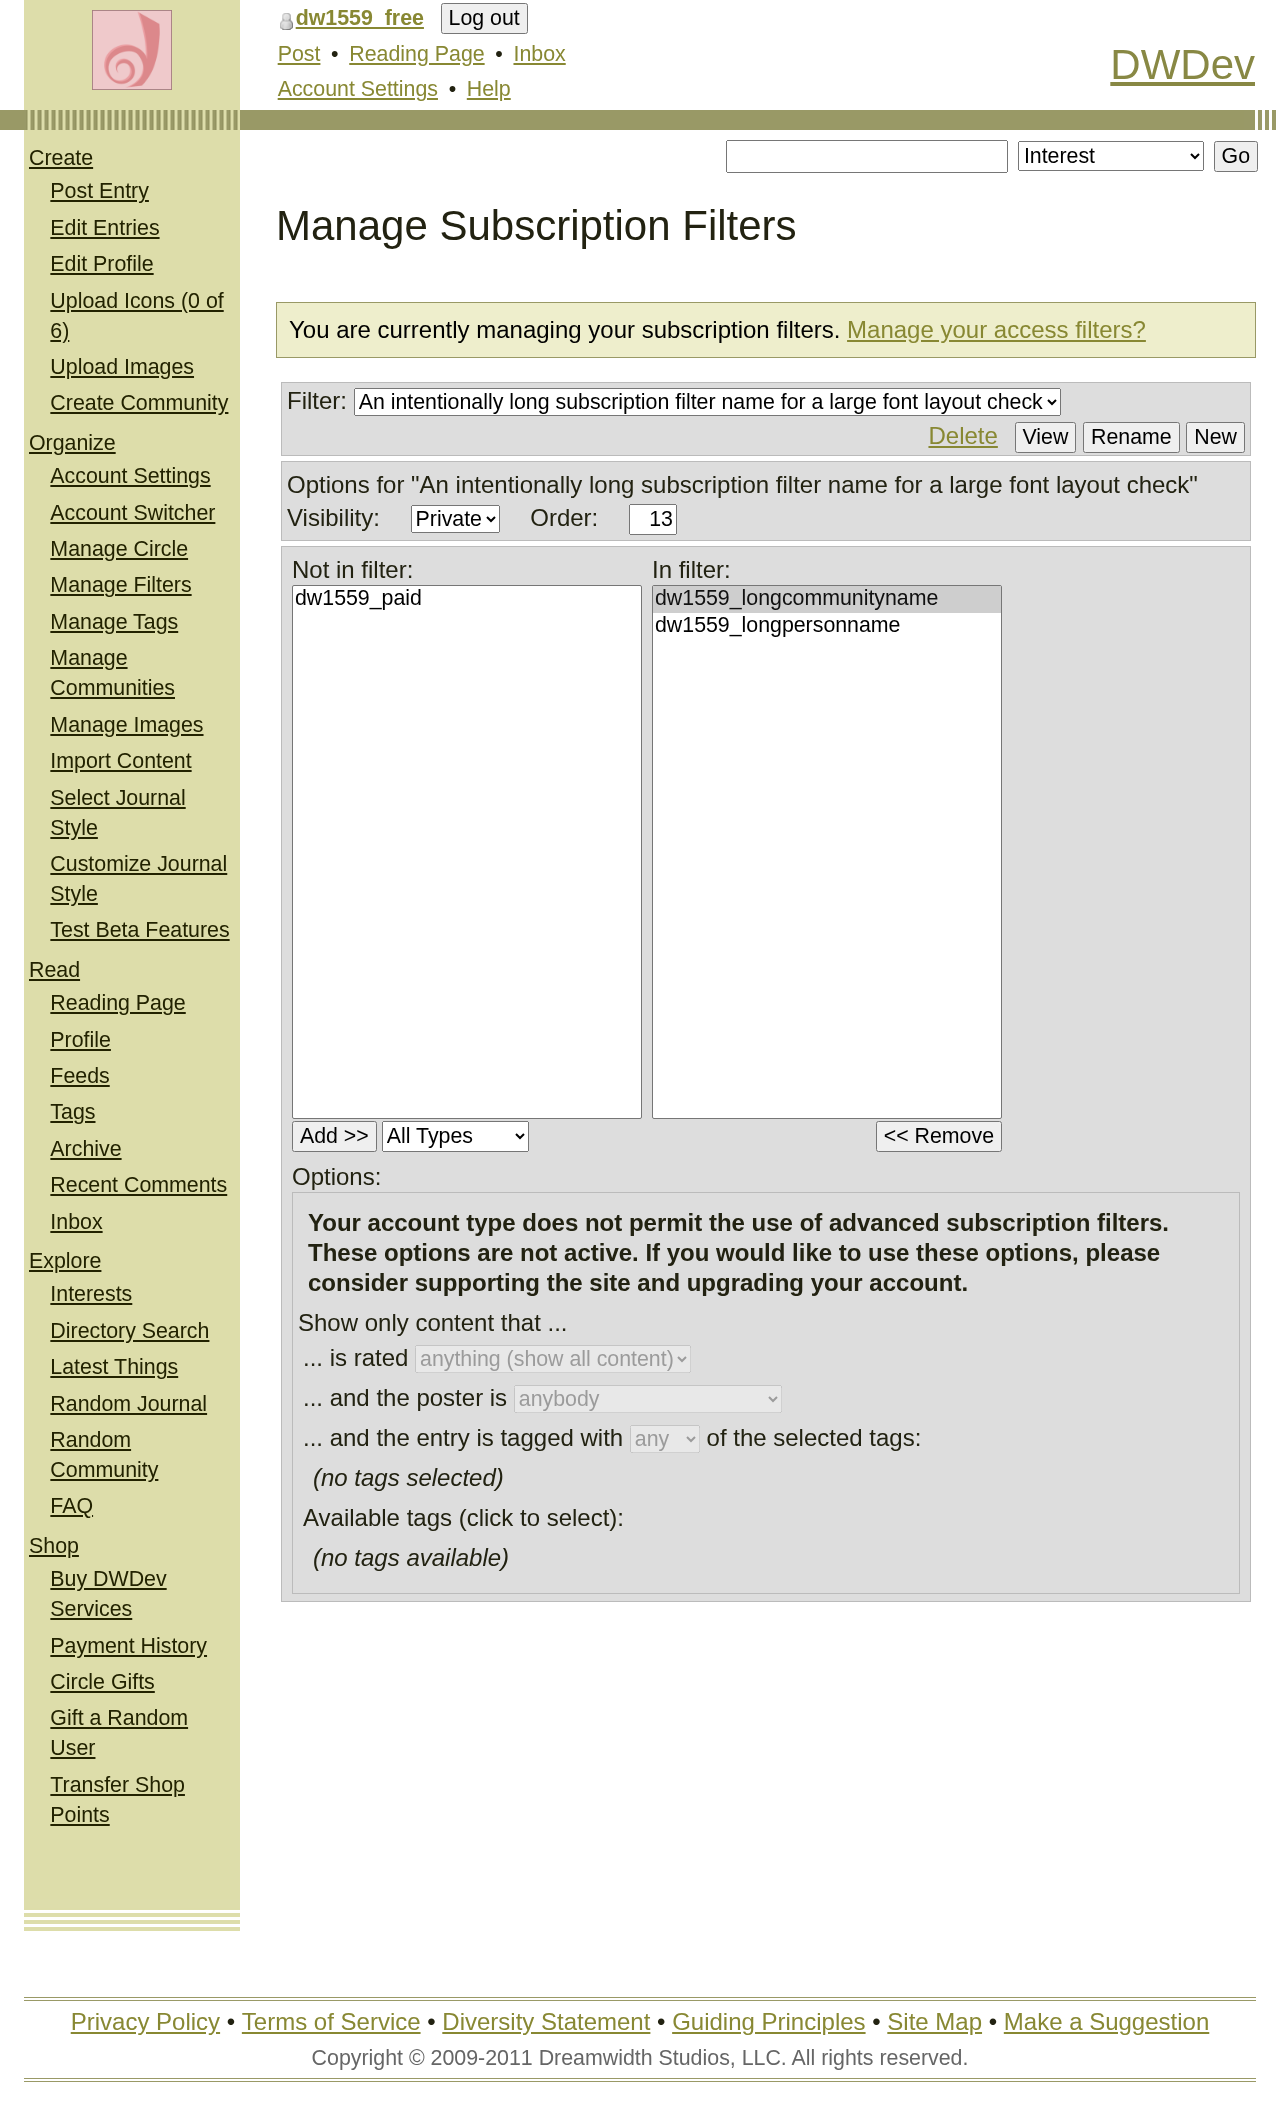 dw1559_free Log out
Post • Reading Page • Inbox
Account Settings • Help
DWDev
Interest Go
Create
Post Entry
Edit Entries
Edit Profile
Upload Icons (0 of
6)
Upload Images
Create Community
Organize
Account Settings
Account Switcher
Manage Circle
Manage Filters
Manage Tags
Manage
Communities
Manage Images
Import Content
Select Journal
Style
Customize Journal
Style
Test Beta Features
Read
Reading Page
Profile
Feeds
Tags
Archive
Recent Comments
Inbox
Explore
Interests
Directory Search
Latest Things
Random Journal
Random
Community
FAQ
Shop
Buy DWDev
Services
Payment History
Circle Gifts
Gift a Random
User
Transfer Shop
Points
Manage Subscription Filters
You are currently managing your subscription filters. Manage your access filters?
Filter: An intentionally long subscription filter name for a large font layout check
Delete View Rename New
Options for "An intentionally long subscription filter name for a large font layout check"
Visibility: Private Order: 13
Not in filter: In filter:
dw1559_paid dw1559_longcommunityname
dw1559_longpersonname
Add >> All Types << Remove
Options:
Your account type does not permit the use of advanced subscription filters.
These options are not active. If you would like to use these options, please
consider supporting the site and upgrading your account.
Show only content that ...
... is rated anything (show all content)
... and the poster is anybody
... and the entry is tagged with any of the selected tags:
(no tags selected)
Available tags (click to select):
(no tags available)
Privacy Policy • Terms of Service • Diversity Statement • Guiding Principles • Site Map • Make a Suggestion
Copyright © 2009-2011 Dreamwidth Studios, LLC. All rights reserved.